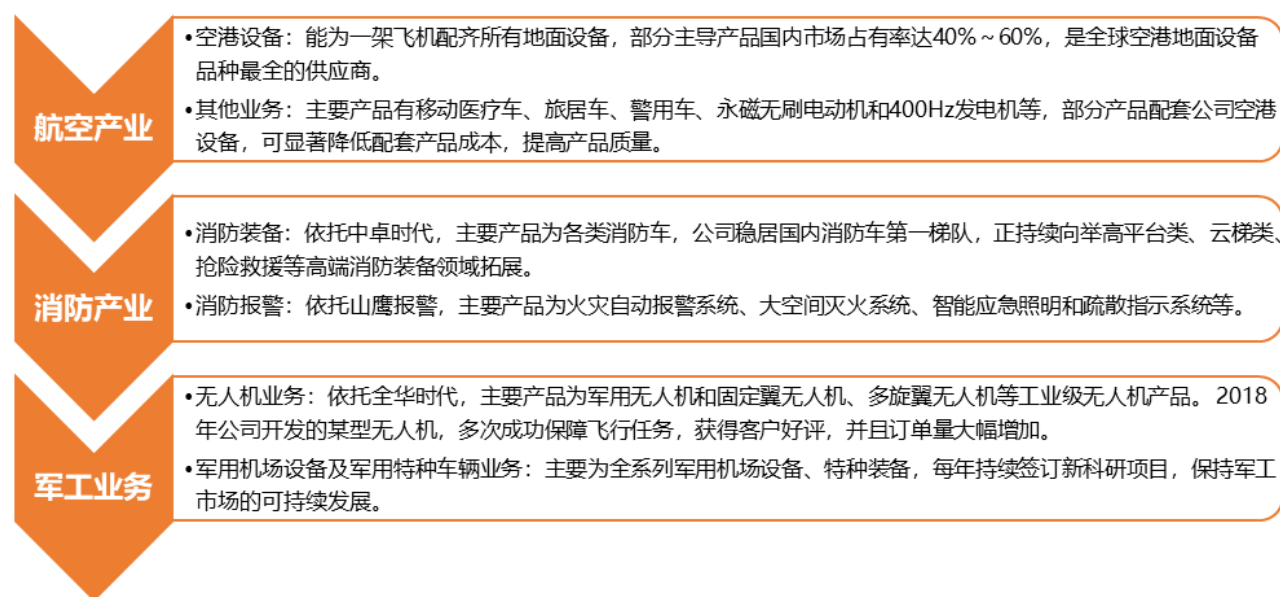 航空产业
•空港设备：能为一架飞机配齐所有地面设备，部分主导产品国内市场占有率达40%～60%，是全球空港地面设备
品种最全的供应商。
•其他业务：主要产品有移动医疗车、旅居车、警用车、永磁无刷电动机和400Hz发电机等，部分产品配套公司空港
设备，可显著降低配套产品成本，提高产品质量。
消防产业
•消防装备：依托中卓时代，主要产品为各类消防车，公司稳居国内消防车第一梯队，正持续向举高平台类、云梯类、
抢险救援等高端消防装备领域拓展。
•消防报警：依托山鹰报警，主要产品为火灾自动报警系统、大空间灭火系统、智能应急照明和疏散指示系统等。
军工业务
•无人机业务：依托全华时代，主要产品为军用无人机和固定翼无人机、多旋翼无人机等工业级无人机产品。2018
年公司开发的某型无人机，多次成功保障飞行任务，获得客户好评，并且订单量大幅增加。
•军用机场设备及军用特种车辆业务：主要为全系列军用机场设备、特种装备，每年持续签订新科研项目，保持军工
市场的可持续发展。